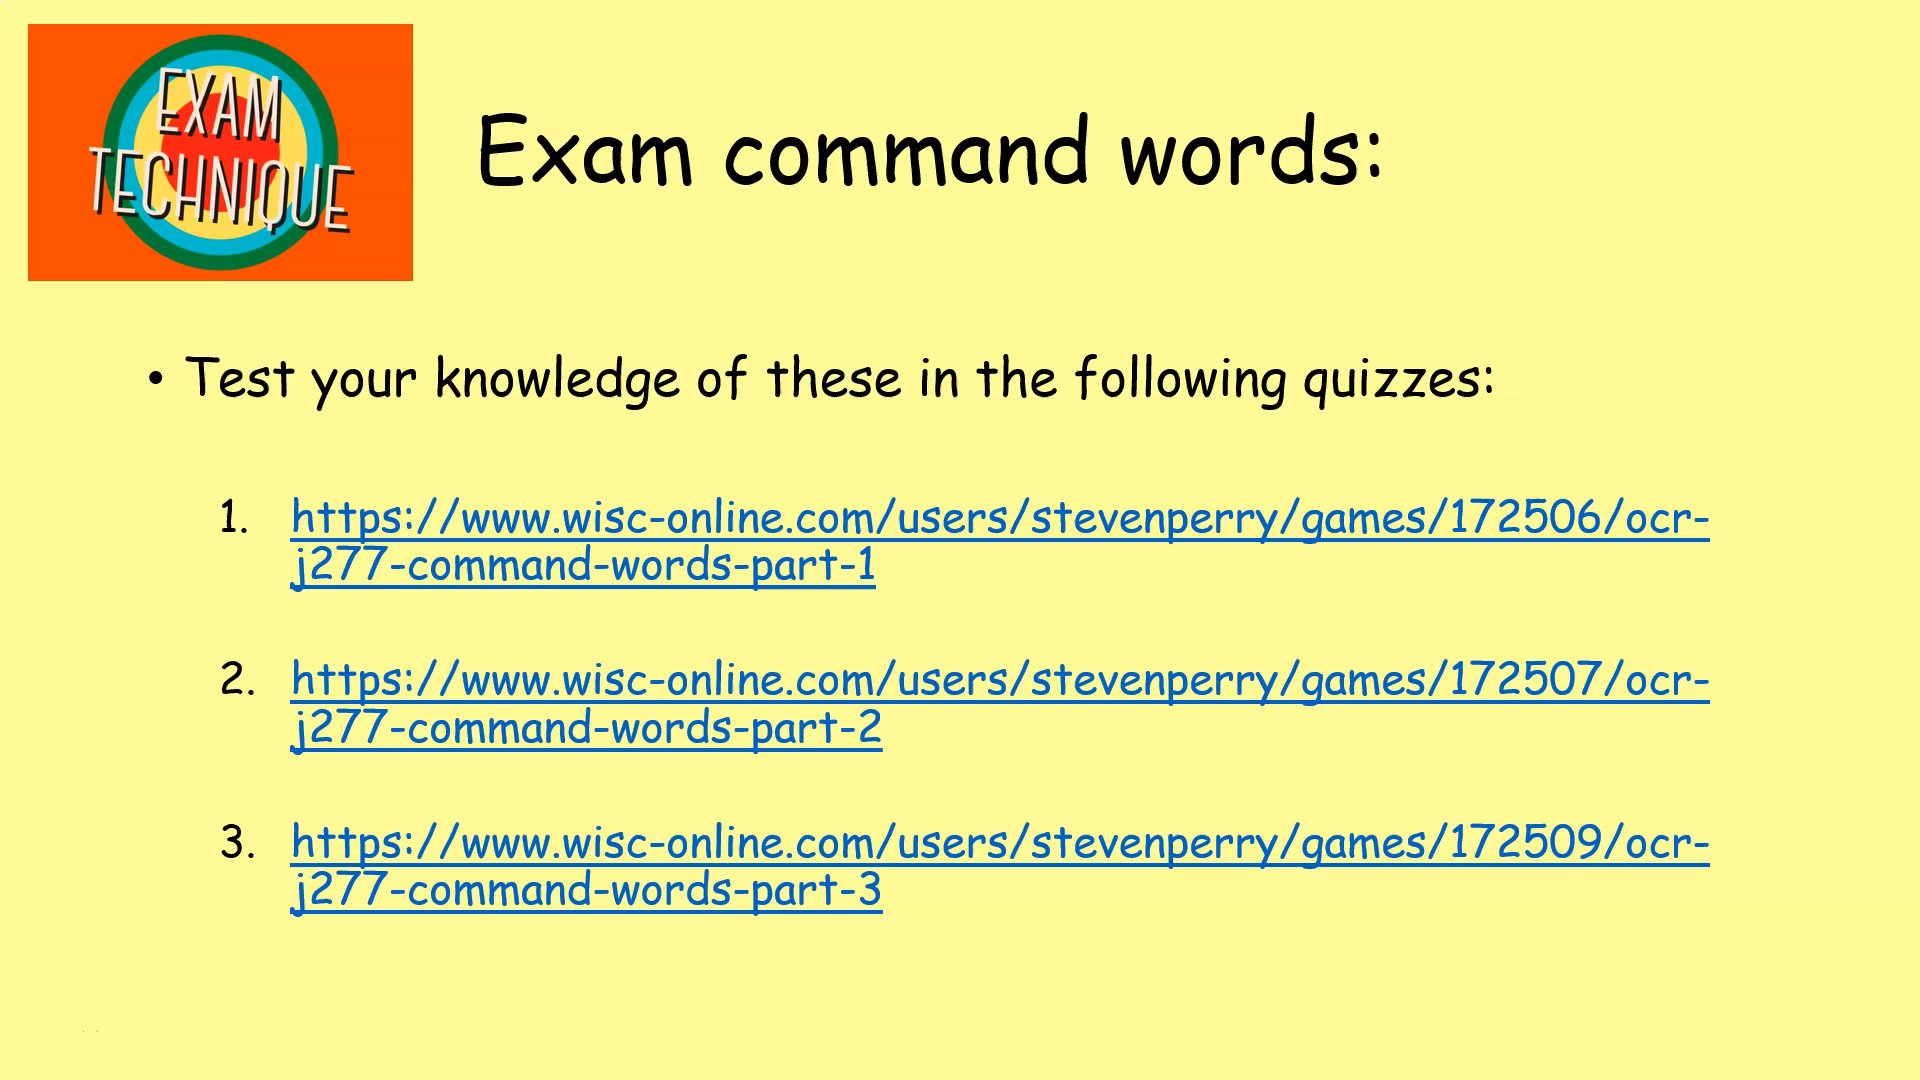 EXAM
TECHNIQUE
Exam command words:
• Test your knowledge of these in the following quizzes:
1. https://www.wisc-online.com/users/stevenperry/games/172506/ocr-
j277-command-words-part-1
2. https://www.wisc-online.com/users/stevenperry/games/172507/ocr-
j277-command-words-part-2
3. https://www.wisc-online.com/users/stevenperry/games/172509/ocr-
j277-command-words-part-3